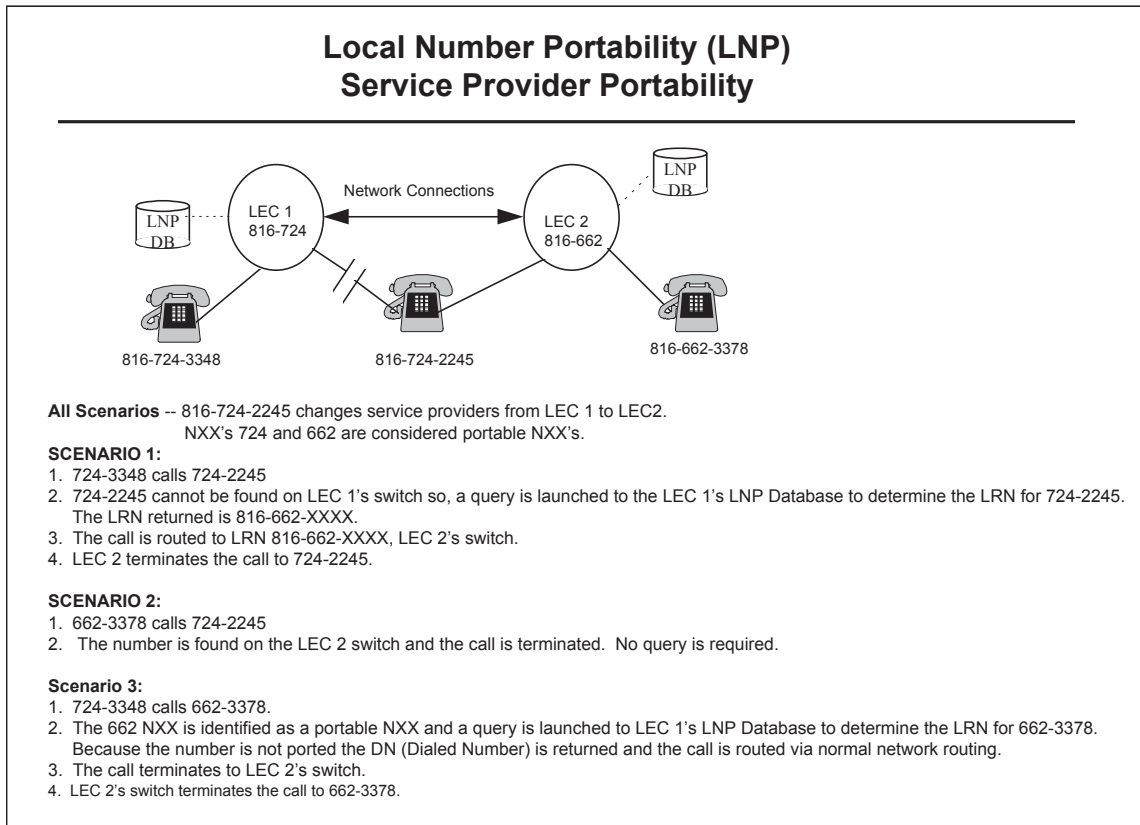 Local Number Portability (LNP)
Service Provider Portability
LNP
DB
LEC 1
816-724
Network Connections
LEC 2
816-662
LNP
DB
816-724-3348
816-724-2245
816-662-3378
All Scenarios -- 816-724-2245 changes service providers from LEC 1 to LEC2.
NXX's 724 and 662 are considered portable NXX's.
SCENARIO 1:
1. 724-3348 calls 724-2245
2. 724-2245 cannot be found on LEC 1's switch so, a query is launched to the LEC 1's LNP Database to determine the LRN for 724-2245.
The LRN returned is 816-662-XXXX.
3. The call is routed to LRN 816-662-XXXX, LEC 2's switch.
4. LEC 2 terminates the call to 724-2245.
SCENARIO 2:
1. 662-3378 calls 724-2245
2. The number is found on the LEC 2 switch and the call is terminated. No query is required.
Scenario 3:
1. 724-3348 calls 662-3378.
2. The 662 NXX is identified as a portable NXX and a query is launched to LEC 1's LNP Database to determine the LRN for 662-3378.
Because the number is not ported the DN (Dialed Number) is returned and the call is routed via normal network routing.
3. The call terminates to LEC 2's switch.
4. LEC 2's switch terminates the call to 662-3378.